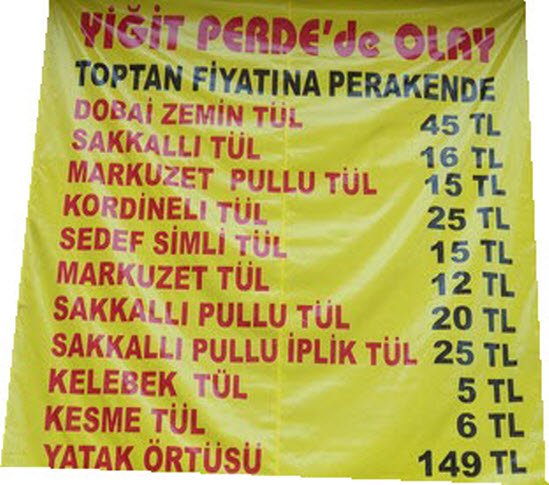 YİĞİT PERDE'de OLAY
TOPTAN FİYATINA PERAKENDE
DOBAİ ZEMİN TÜL 45 TL
SAKKALLI TÜL 16 TL
MARKUZET PULLU TÜL 15 TL
KORDİNELİ TÜL 25 TL
SEDEF SİMLİ TÜL 15 TL
MARKUZET TÜL 12 TL
SAKKALLI PULLU TÜL 20 TL
SAKKALLI PULLU İPLİK TÜL 25 TL
KELEBEK TÜL 5 TL
KESME TÜL 6 TL
YATAK ÖRTÜSÜ 149 TL